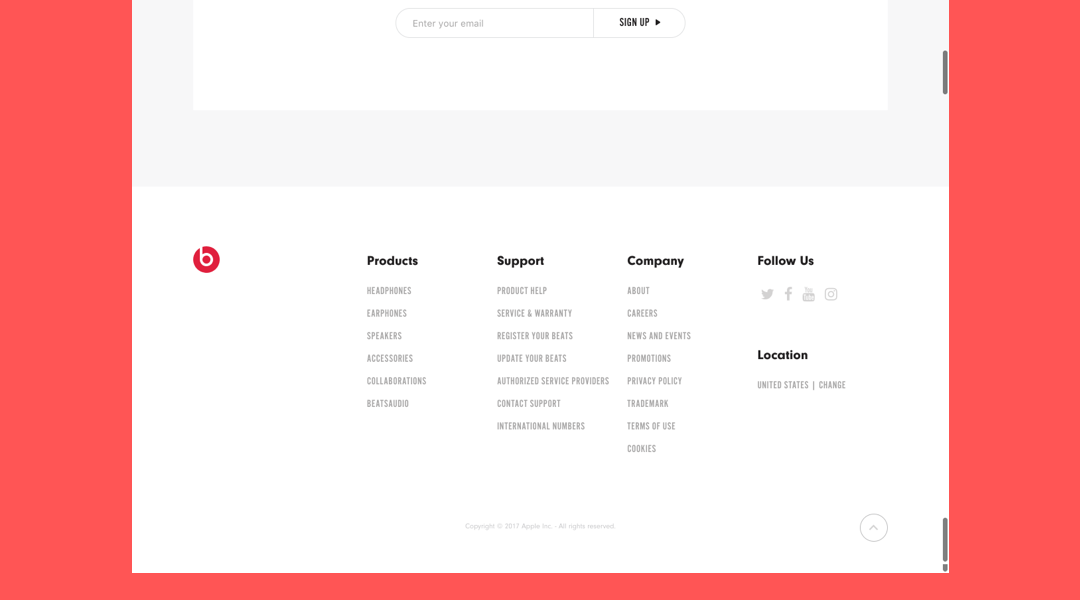 Enter your email
SIGN UP
Products
HEADPHONES
EARPHONES
SPEAKERS
ACCESSORIES
COLLABORATIONS
BEATSAUDIO
Support
PRODUCT HELP
SERVICE & WARRANTY
REGISTER YOUR BEATS
UPDATE YOUR BEATS
AUTHORIZED SERVICE PROVIDERS
CONTACT SUPPORT
INTERNATIONAL NUMBERS
Company
ABOUT
CAREERS
NEWS AND EVENTS
PROMOTIONS
PRIVACY POLICY
TRADEMARK
TERMS OF USE
COOKIES
Follow Us
You Tube
Location
UNITED STATES | CHANGE
Copyright © 2017 Apple Inc. - All rights reserved.